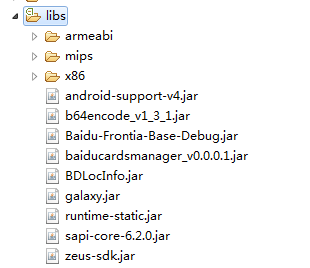 libs
armeabi
mips
x86
android-support-v4.jar
b64encode_v1_3_1.jar
Baidu-Frontia-Base-Debug.jar
baiducardsmanager_v0.0.0.1.jar
BDLocInfo.jar
galaxy.jar
runtime-static.jar
sapi-core-6.2.0.jar
zeus-sdk.jar